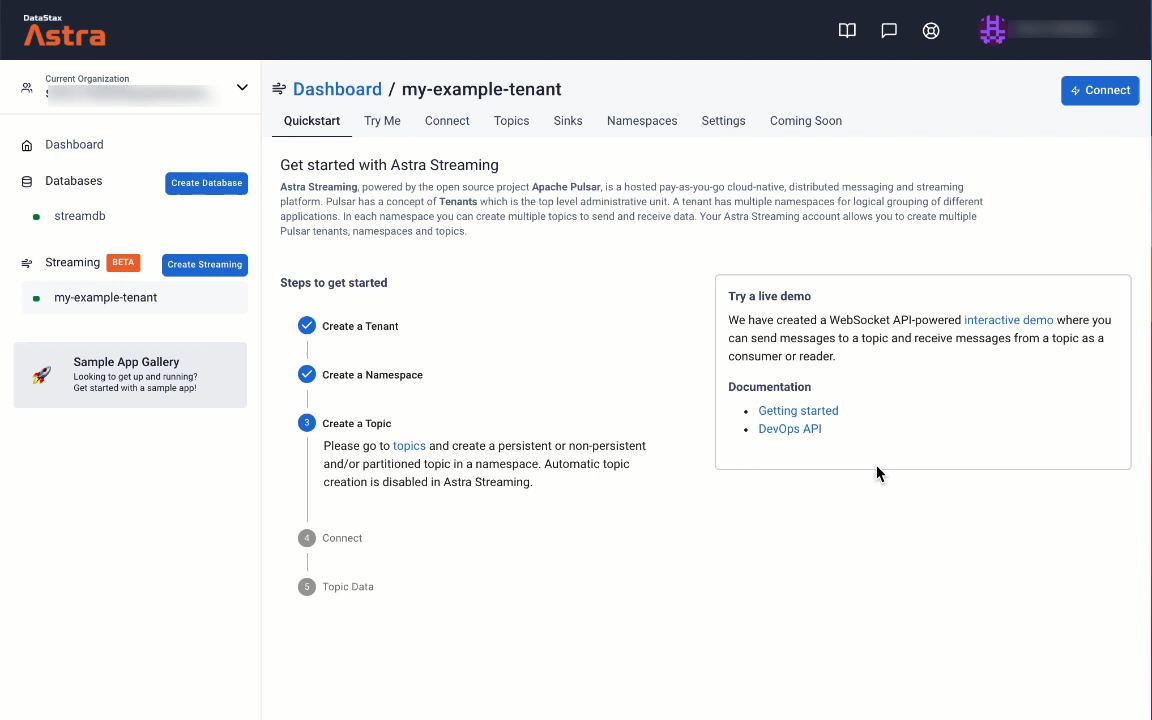 DataStax
Astra
Current Organization
Dashboard / my-example-tenant
Connect
Quickstart
Try Me
Connect
Topics
Sinks
Namespaces
Settings
Coming Soon
Dashboard
Databases
Create Database
streamdb
Streaming
BETA
Create Streaming
my-example-tenant
Sample App Gallery
Looking to get up and running?
Get started with a sample app!
Get started with Astra Streaming
Astra Streaming, powered by the open source project Apache Pulsar, is a hosted pay-as-you-go cloud-native, distributed messaging and streaming
platform. Pulsar has a concept of Tenants which is the top level administrative unit. A tenant has multiple namespaces for logical grouping of different
applications. In each namespace you can create multiple topics to send and receive data. Your Astra Streaming account allows you to create multiple
Pulsar tenants, namespaces and topics.
Steps to get started
Create a Tenant
Create a Namespace
3 Create a Topic
Please go to topics and create a persistent or non-persistent
and/or partitioned topic in a namespace. Automatic topic
creation is disabled in Astra Streaming.
4 Connect
5 Topic Data
Try a live demo
We have created a WebSocket API-powered interactive demo where you
can send messages to a topic and receive messages from a topic as a
consumer or reader.
Documentation
• Getting started
• DevOps API